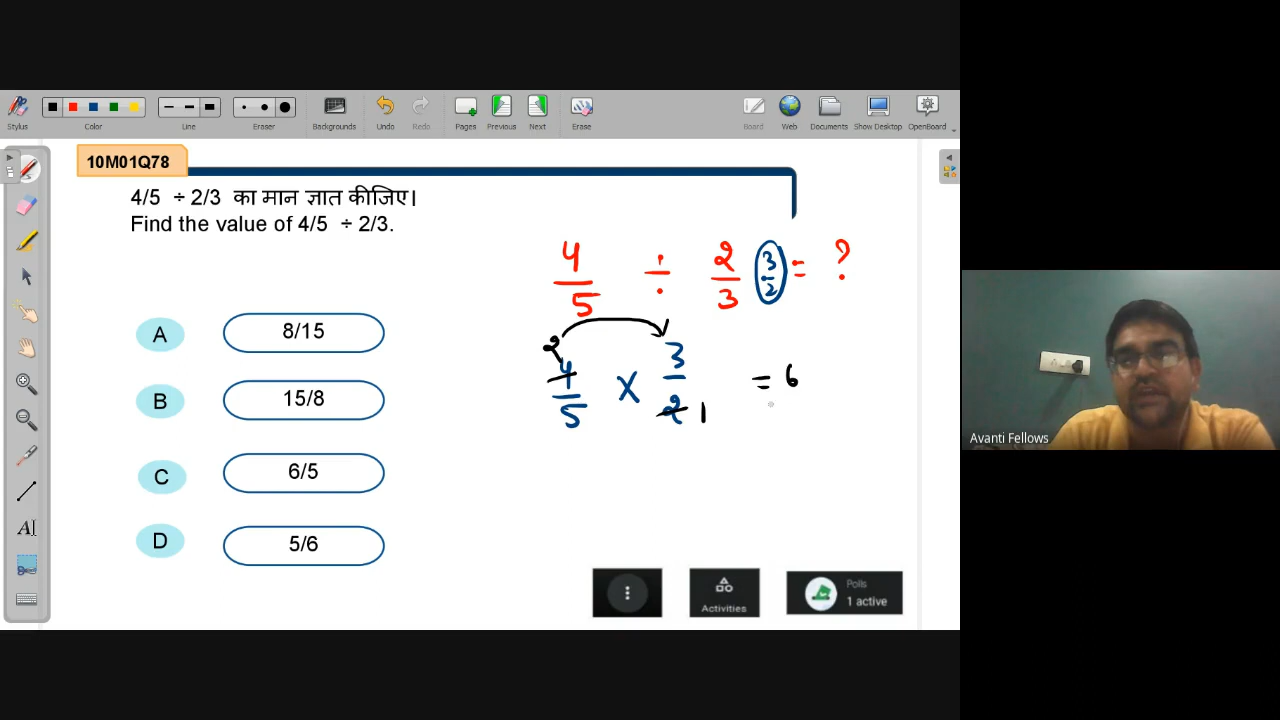 Stylus Color Line Eraser Backgrounds Undo Redo Pages Previous Next Erase Board Web Documents Show Desktop OpenBoard
10M01Q78
4/5 ÷ 2/3 का मान ज्ञात कीजिए।
Find the value of 4/5 ÷ 2/3.
4/5 ÷ 2/3 3/2 = ?
2
4/5 X 3/2 1 = 6
A 8/15
B 15/8
C 6/5
D 5/6
Avanti Fellows
Activities
Polls
1 active